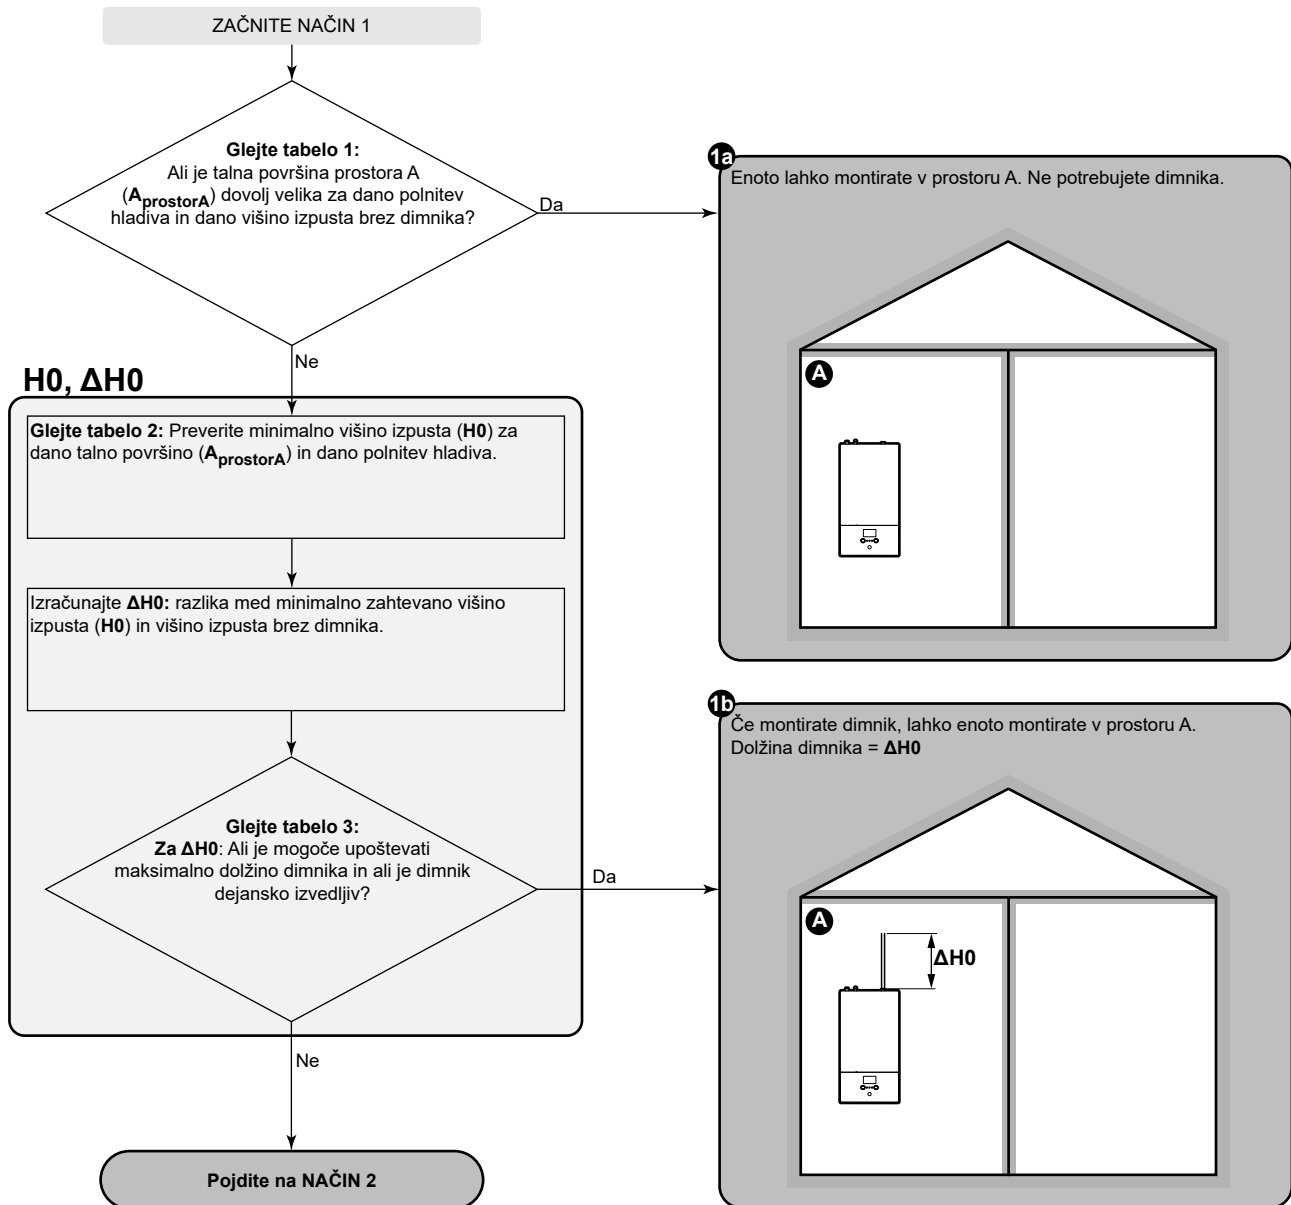 ZAČNITE NAČIN 1
Glejte tabelo 1:
Ali je talna površina prostora A
(AprostorA) dovolj velika za dano polnitev
hladiva in dano višino izpusta brez dimnika?
Da
Ne
1a
Enoto lahko montirate v prostoru A. Ne potrebujete dimnika.
A
H0, ΔH0
Glejte tabelo 2: Preverite minimalno višino izpusta (H0) za
dano talno površino (AprostorA) in dano polnitev hladiva.
Izračunajte ΔH0: razlika med minimalno zahtevano višino
izpusta (H0) in višino izpusta brez dimnika.
Glejte tabelo 3:
Za ΔH0: Ali je mogoče upoštevati
maksimalno dolžino dimnika in ali je dimnik
dejansko izvedljiv?
Da
Ne
1b
Če montirate dimnik, lahko enoto montirate v prostoru A.
Dolžina dimnika = ΔH0
A
ΔH0
Pojdite na NAČIN 2